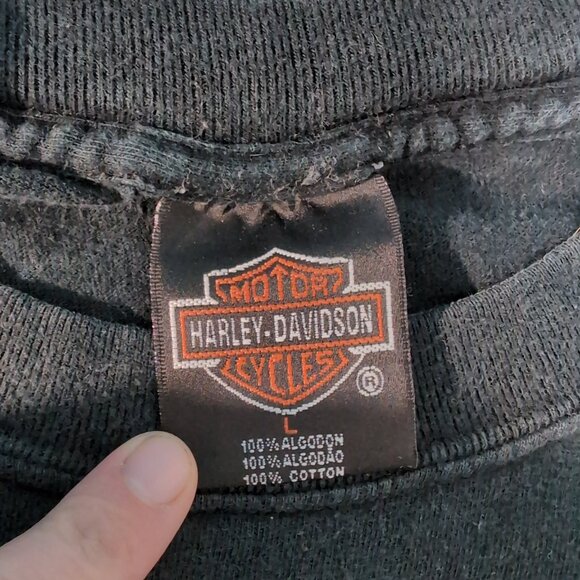 MOTOR
HARLEY-DAVIDSON
CYCLES
®
L
100% ALGODON
100% ALGODÃO
100% COTTON